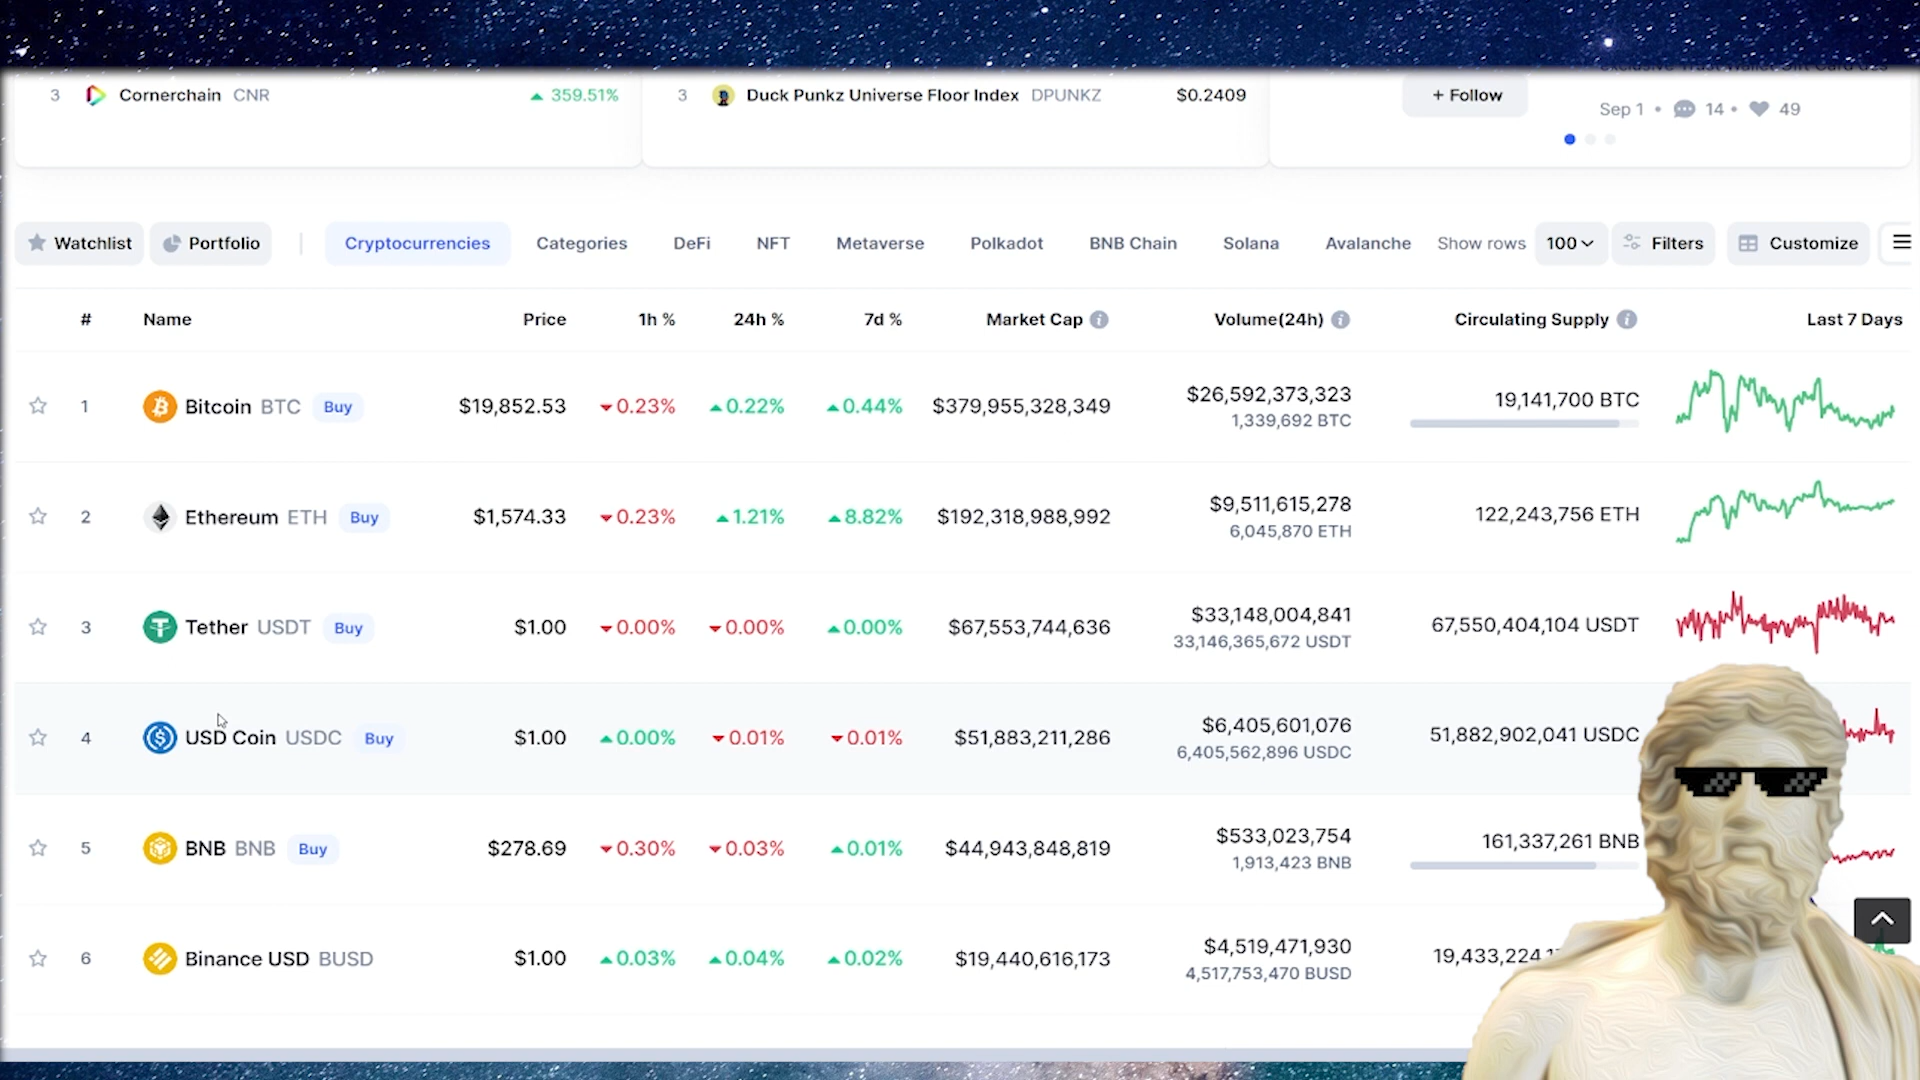 3 Cornerchain CNR 359.51%
3 Duck Punkz Universe Floor Index DPUNKZ $0.2409
+ Follow
Sep 1 • 14 • 49
Watchlist Portfolio Cryptocurrencies Categories DeFi NFT Metaverse Polkadot BNB Chain Solana Avalanche Show rows 100 Filters Customize
# Name Price 1h % 24h % 7d % Market Cap Volume(24h) Circulating Supply Last 7 Days
1 Bitcoin BTC Buy $19,852.53 0.23% 0.22% 0.44% $379,955,328,349 $26,592,373,323 19,141,700 BTC
1,339,692 BTC
2 Ethereum ETH Buy $1,574.33 0.23% 1.21% 8.82% $192,318,988,992 $9,511,615,278 122,243,756 ETH
6,045,870 ETH
3 Tether USDT Buy $1.00 0.00% 0.00% 0.00% $67,553,744,636 $33,148,004,841 67,550,404,104 USDT
33,146,365,672 USDT
4 USD Coin USDC Buy $1.00 0.00% 0.01% 0.01% $51,883,211,286 $6,405,601,076 51,882,902,041 USDC
6,405,562,896 USDC
5 BNB BNB Buy $278.69 0.30% 0.03% 0.01% $44,943,848,819 $533,023,754 161,337,261 BNB
1,913,423 BNB
6 Binance USD BUSD $1.00 0.03% 0.04% 0.02% $19,440,616,173 $4,519,471,930 19,433,224
4,517,753,470 BUSD